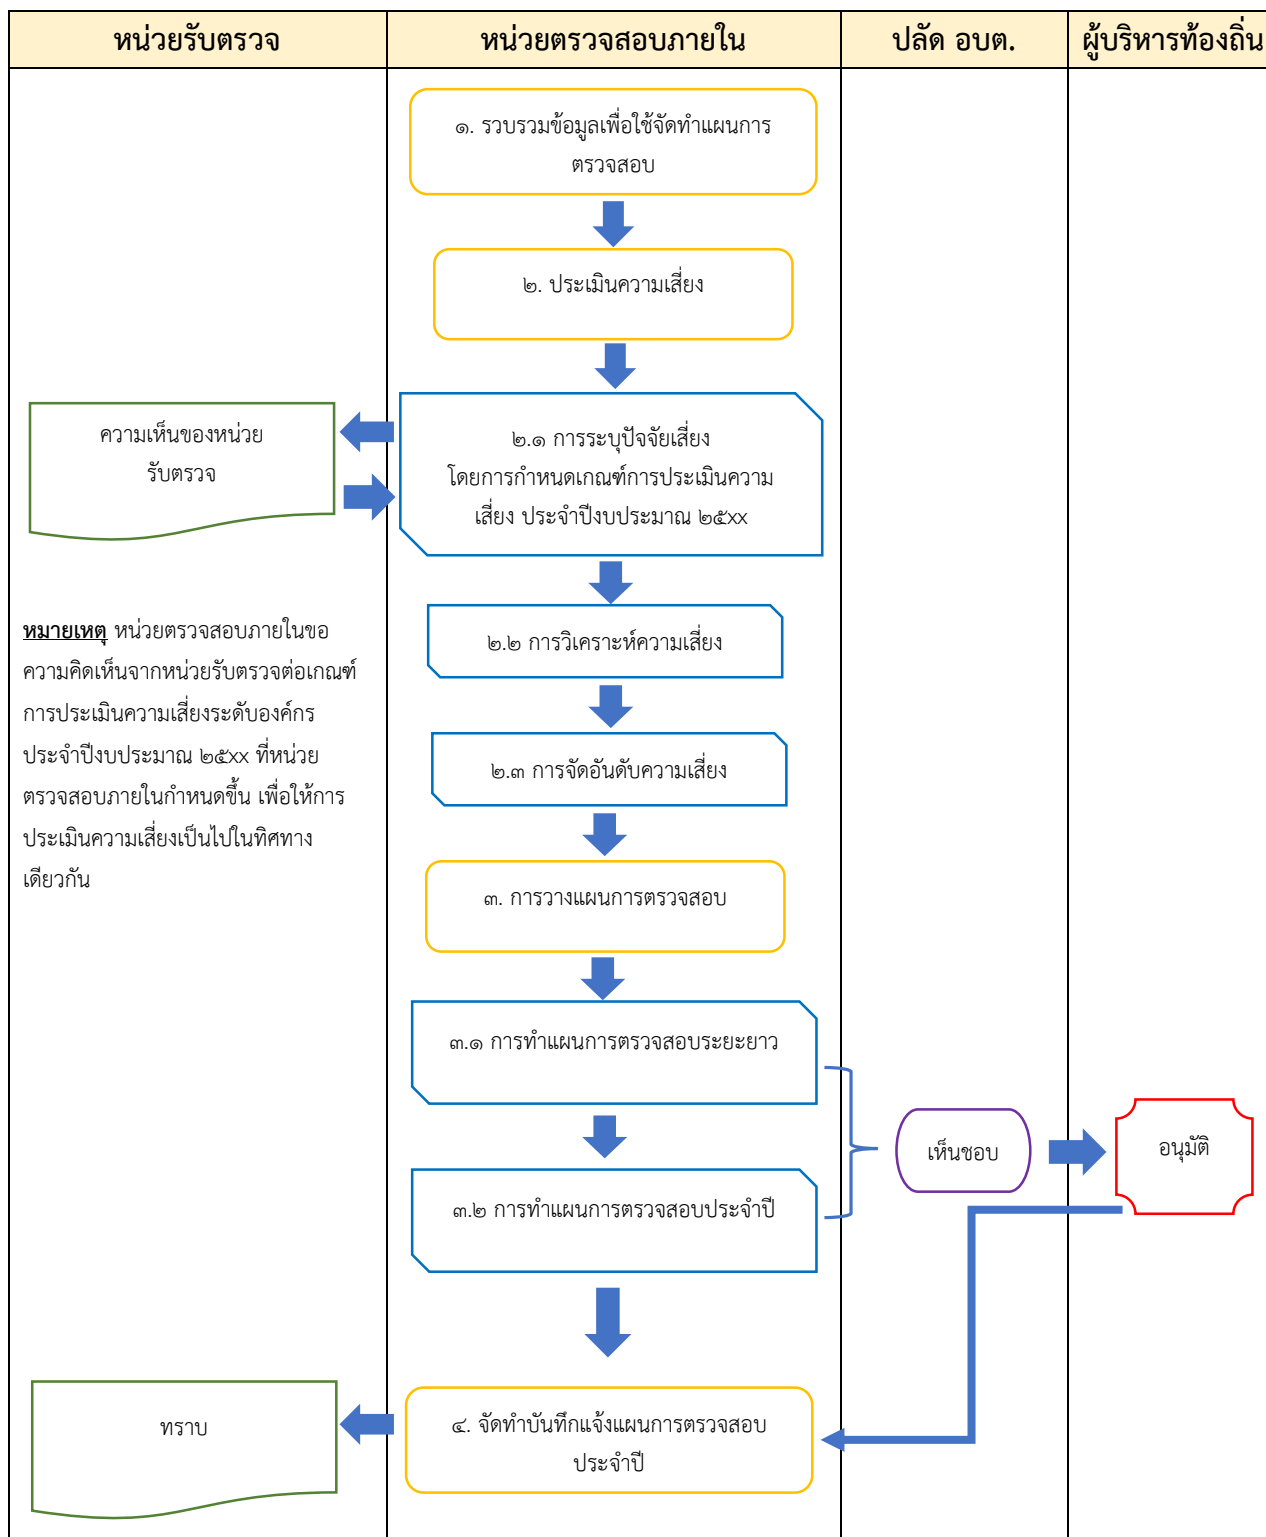 หน่วยรับตรวจ
หน่วยตรวจสอบภายใน
ปลัด อบต.
ผู้บริหารท้องถิ่น
๑. รวบรวมข้อมูลเพื่อใช้จัดทำแผนการ
ตรวจสอบ
๒. ประเมินความเสี่ยง
ความเห็นของหน่วย
รับตรวจ
๒.๑ การระบุปัจจัยเสี่ยง
โดยการกำหนดเกณฑ์การประเมินความ
เสี่ยง ประจำปีงบประมาณ ๒๕xx
หมายเหตุ หน่วยตรวจสอบภายในขอ
ความคิดเห็นจากหน่วยรับตรวจต่อเกณฑ์
การประเมินความเสี่ยงระดับองค์กร
ประจำปีงบประมาณ ๒๕xx ที่หน่วย
ตรวจสอบภายในกำหนดขึ้น เพื่อให้การ
ประเมินความเสี่ยงเป็นไปในทิศทาง
เดียวกัน
๒.๒ การวิเคราะห์ความเสี่ยง
๒.๓ การจัดอันดับความเสี่ยง
๓. การวางแผนการตรวจสอบ
๓.๑ การทำแผนการตรวจสอบระยะยาว
๓.๒ การทำแผนการตรวจสอบประจำปี
เห็นชอบ
อนุมัติ
๔. จัดทำบันทึกแจ้งแผนการตรวจสอบ
ประจำปี
ทราบ